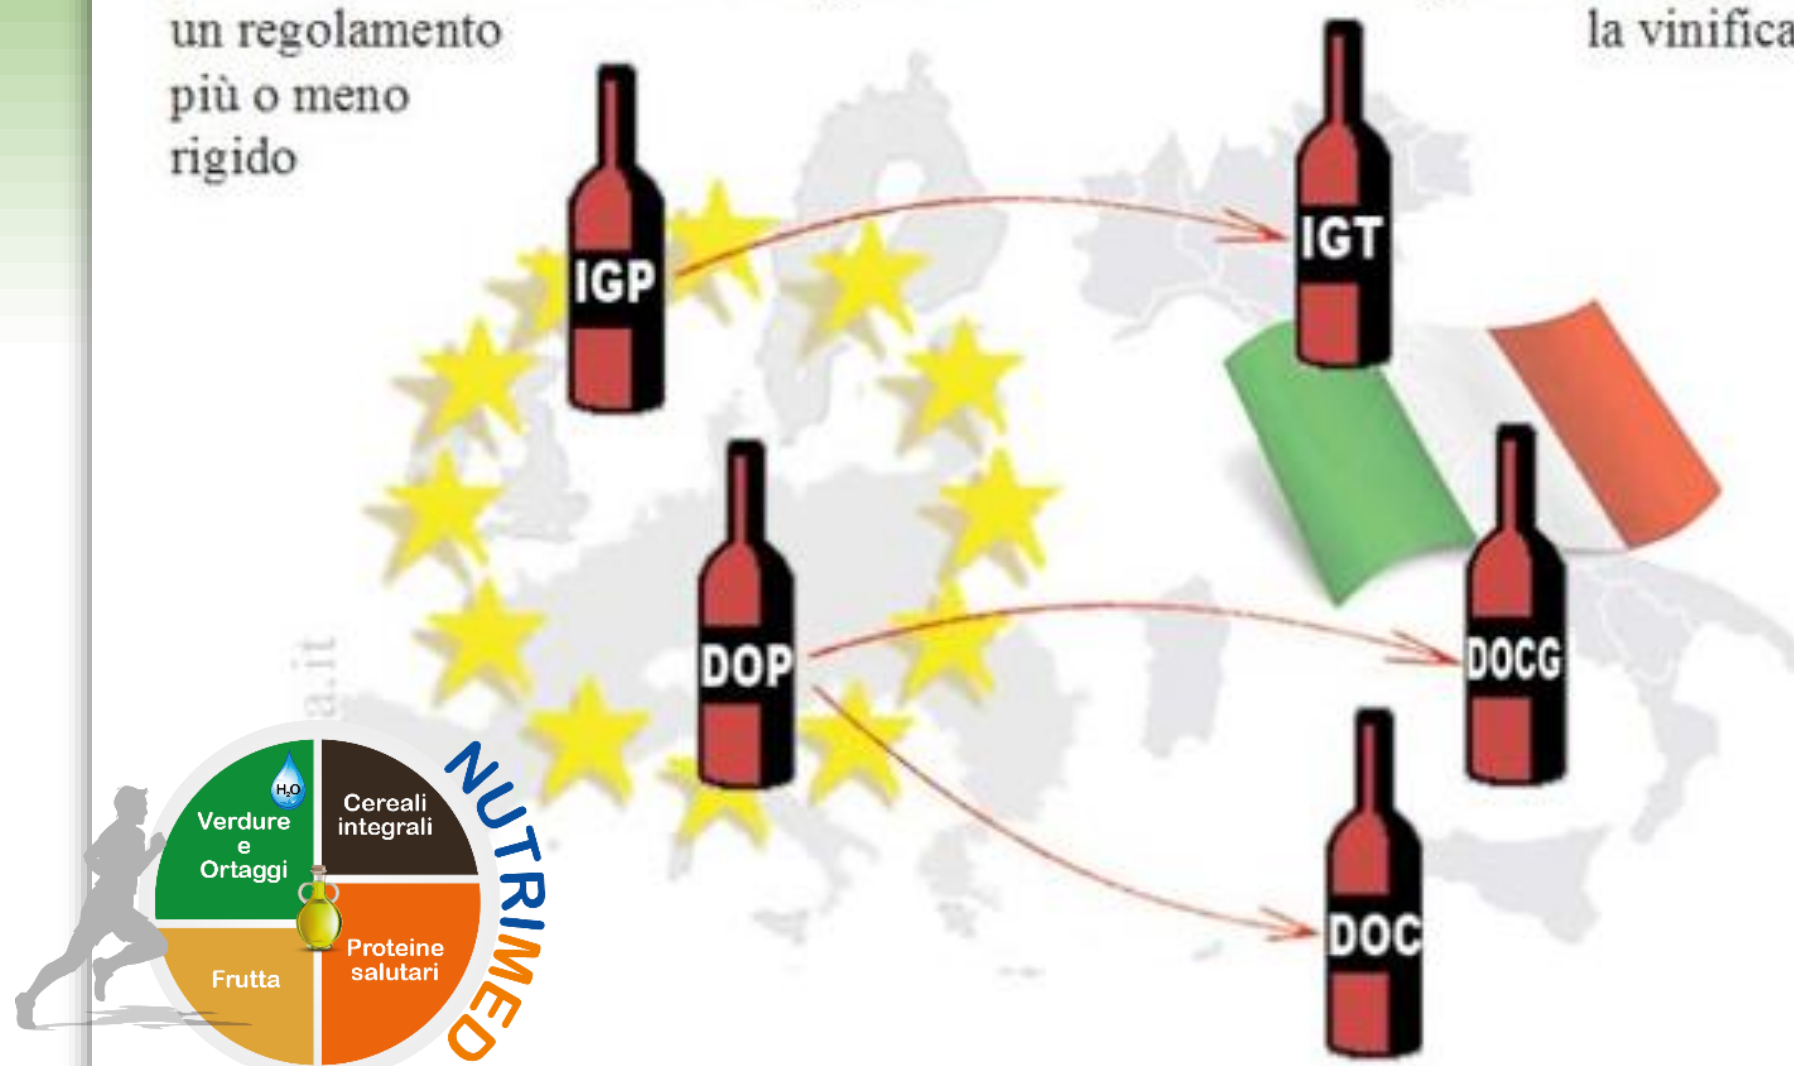 un regolamento
più o meno
rigido
la vinifica
IGP
IGT
DOP
DOCG
DOC
a.it
H₂O
Verdure
e
Ortaggi
Cereali
integrali
Frutta
Proteine
salutari
NUTRIMED